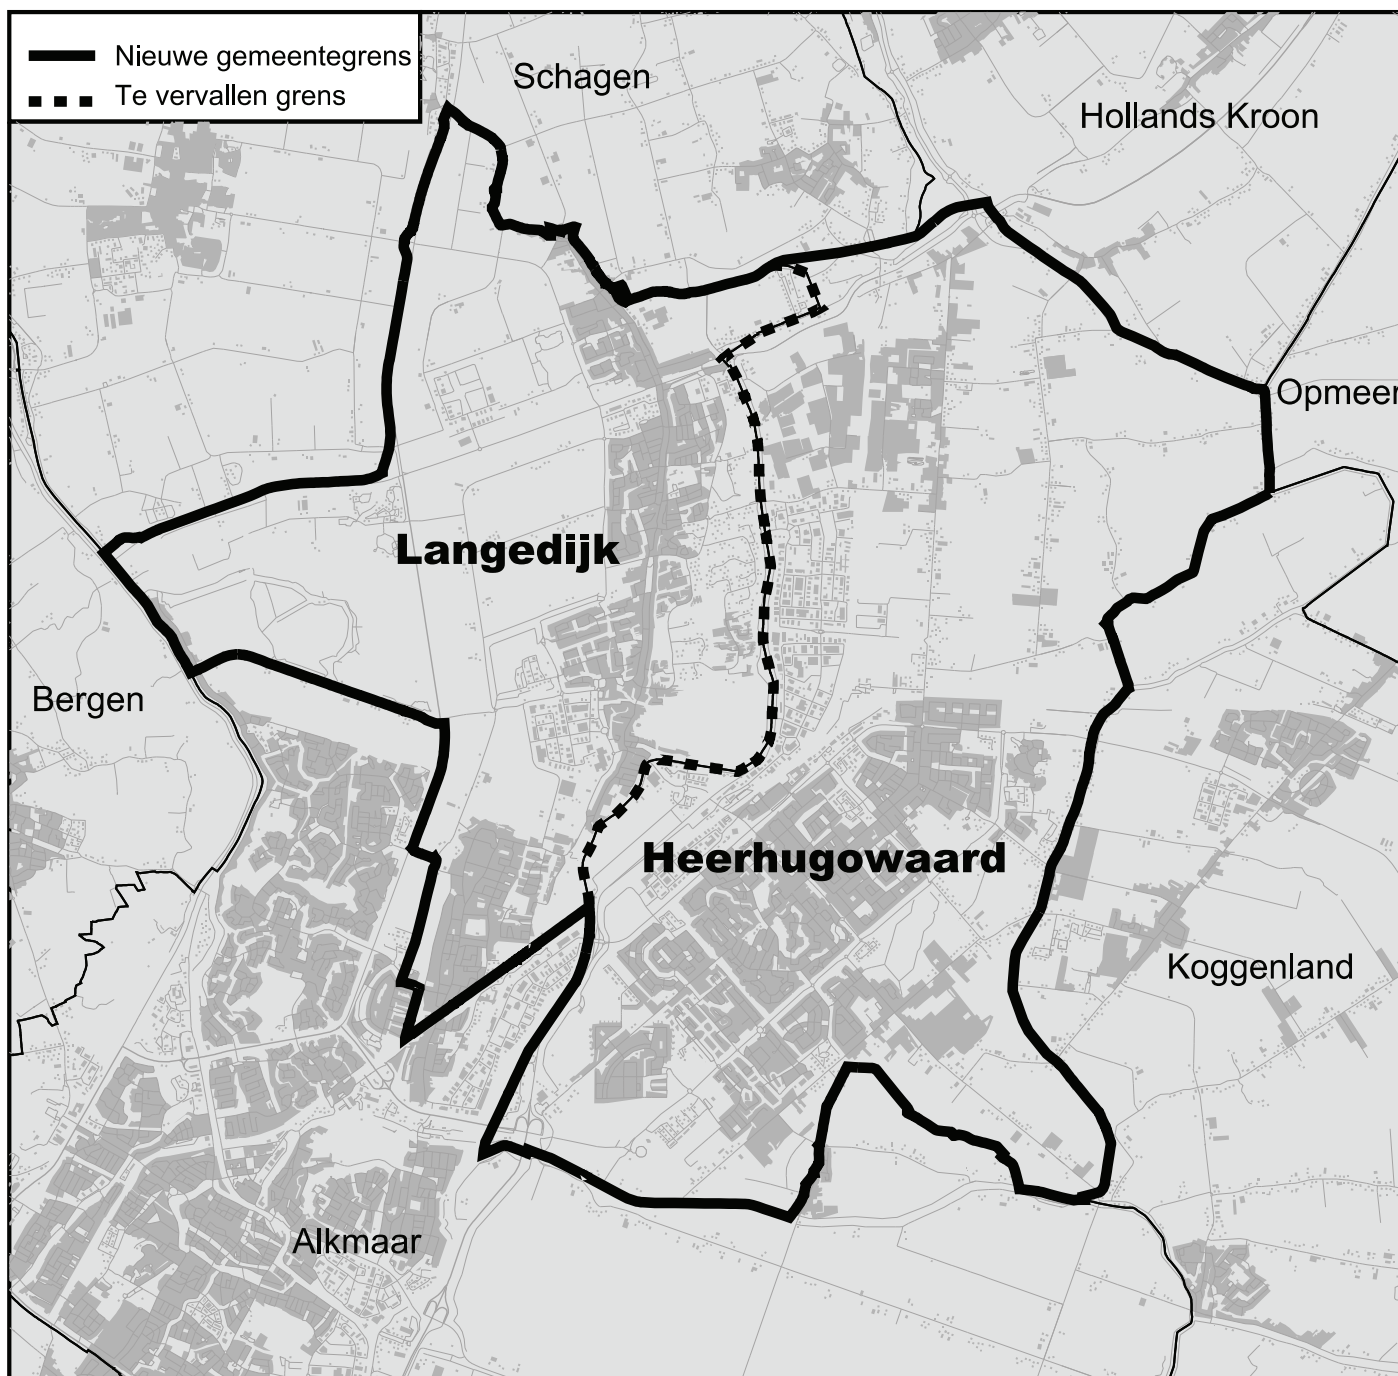 Nieuwe gemeentegrens
Te vervallen grens
Schagen
Hollands Kroon
Opmeer
Langedijk
Bergen
Heerhugowaard
Koggenland
Alkmaar